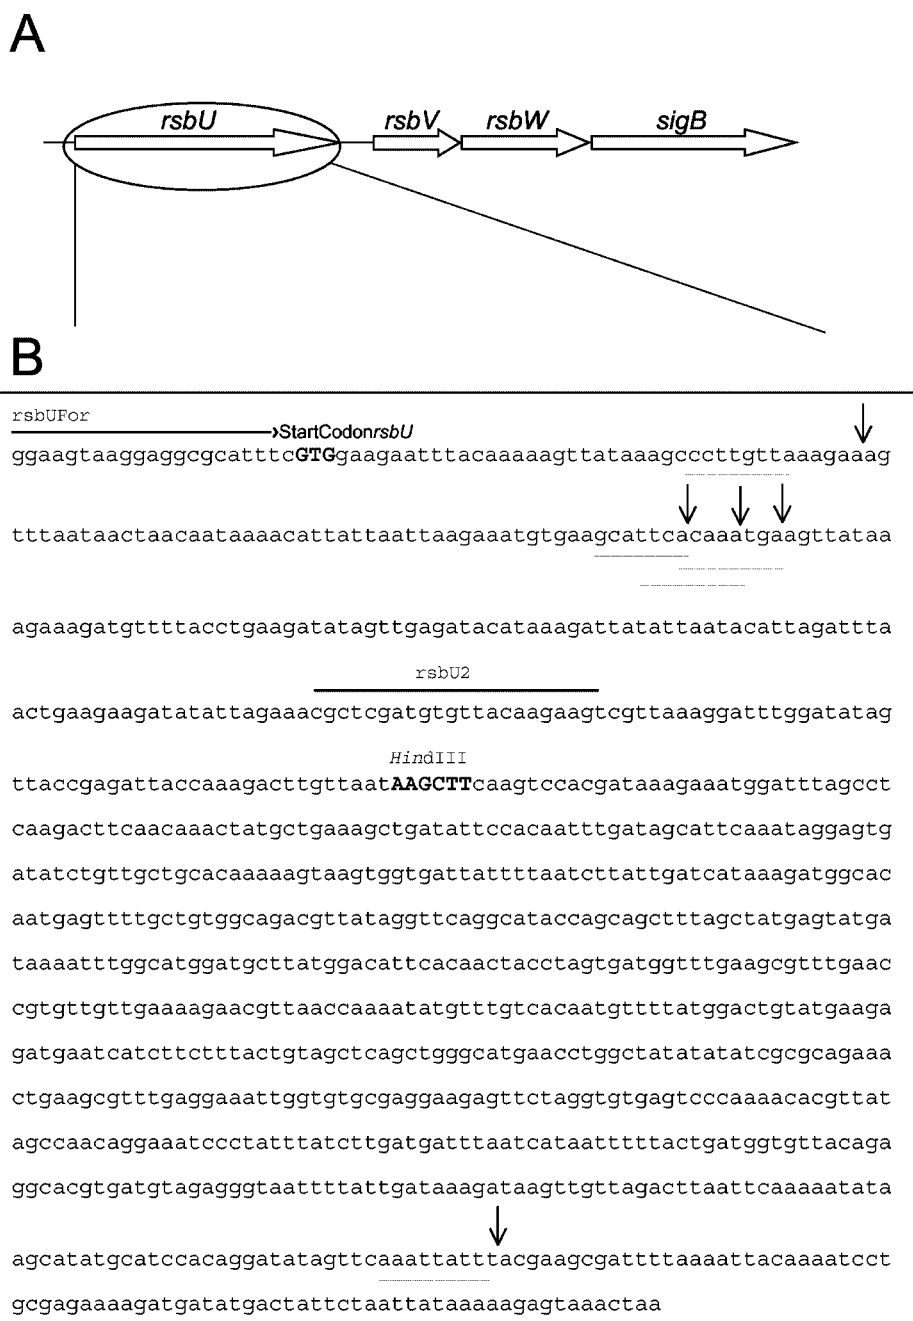 A
rsbU rsbV rsbW sigB
B
rsbUFor
StartCodonrsbU
ggaagtaaggaggcgcatttcGTGgaagaatttacaaaaagttataaagcccttgttaaagaaag
tttaataactaacaataaaacattattaattaagaaatgtgaagcattcacaaatgaagttataa
agaaagatgttttacctgaagatatagttgagatacataaagattatattaatacattagattta
rsbU2
actgaagaagatatattagaaacgctcgatgtgttacaagaagtcgttaaaggatttggatatag
HindIII
ttaccgagattaccaaagacttgttaatAAGCTTcaagtccacgataaagaaatggatttagcct
caagacttcaacaaactatgctgaaagctgatattccacaatttgatagcattcaaataggagtg
atatctgttgctgcacaaaaagtaagtggtgattattttaatcttattgatcataaagatggcac
aatgagttttgctgtggcagacgttataggttcaggcataccagcagctttagctatgagtatga
taaaatttggcatggatgcttatggacattcacaactacctagtgatggtttgaagcgtttgaac
cgtgttgttgaaaagaacgttaaccaaaatatgtttgtcacaatgttttatggactgtatgaaga
gatgaatcatcttctttactgtagctcagctgggcatgaacctggctatatatatcgcgcagaaa
ctgaagcgtttgaggaaattggtgtgcgaggaagagttctaggtgtgagtcccaaaacacgttat
agccaacaggaaatccctatttatcttgatgatttaatcataatttttactgatggtgttacaga
ggcacgtgatgtagagggtaattttattgataaagataagttgttagacttaattcaaaaatata
agcatatgcatccacaggatatagttcaaattatttacgaagcgattttaaaattacaaaatcct
gcgagaaaagatgatatgactattctaattataaaaagagtaaactaa